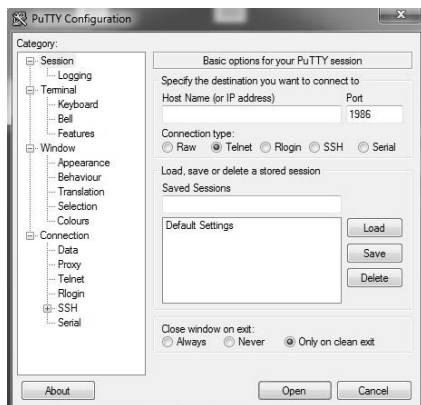 PuTTY Configuration
Category:
Session
Logging
Terminal
Keyboard
Bell
Features
Window
Appearance
Behaviour
Translation
Selection
Colours
Connection
Data
Proxy
Telnet
Rlogin
SSH
Serial
Basic options for your PuTTY session
Specify the destination you want to connect to
Host Name (or IP address) Port
1986
Connection type:
Raw Telnet Rlogin SSH Serial
Load, save or delete a stored session
Saved Sessions
Default Settings
Load
Save
Delete
Close window on exit:
Always Never Only on clean exit
About Open Cancel